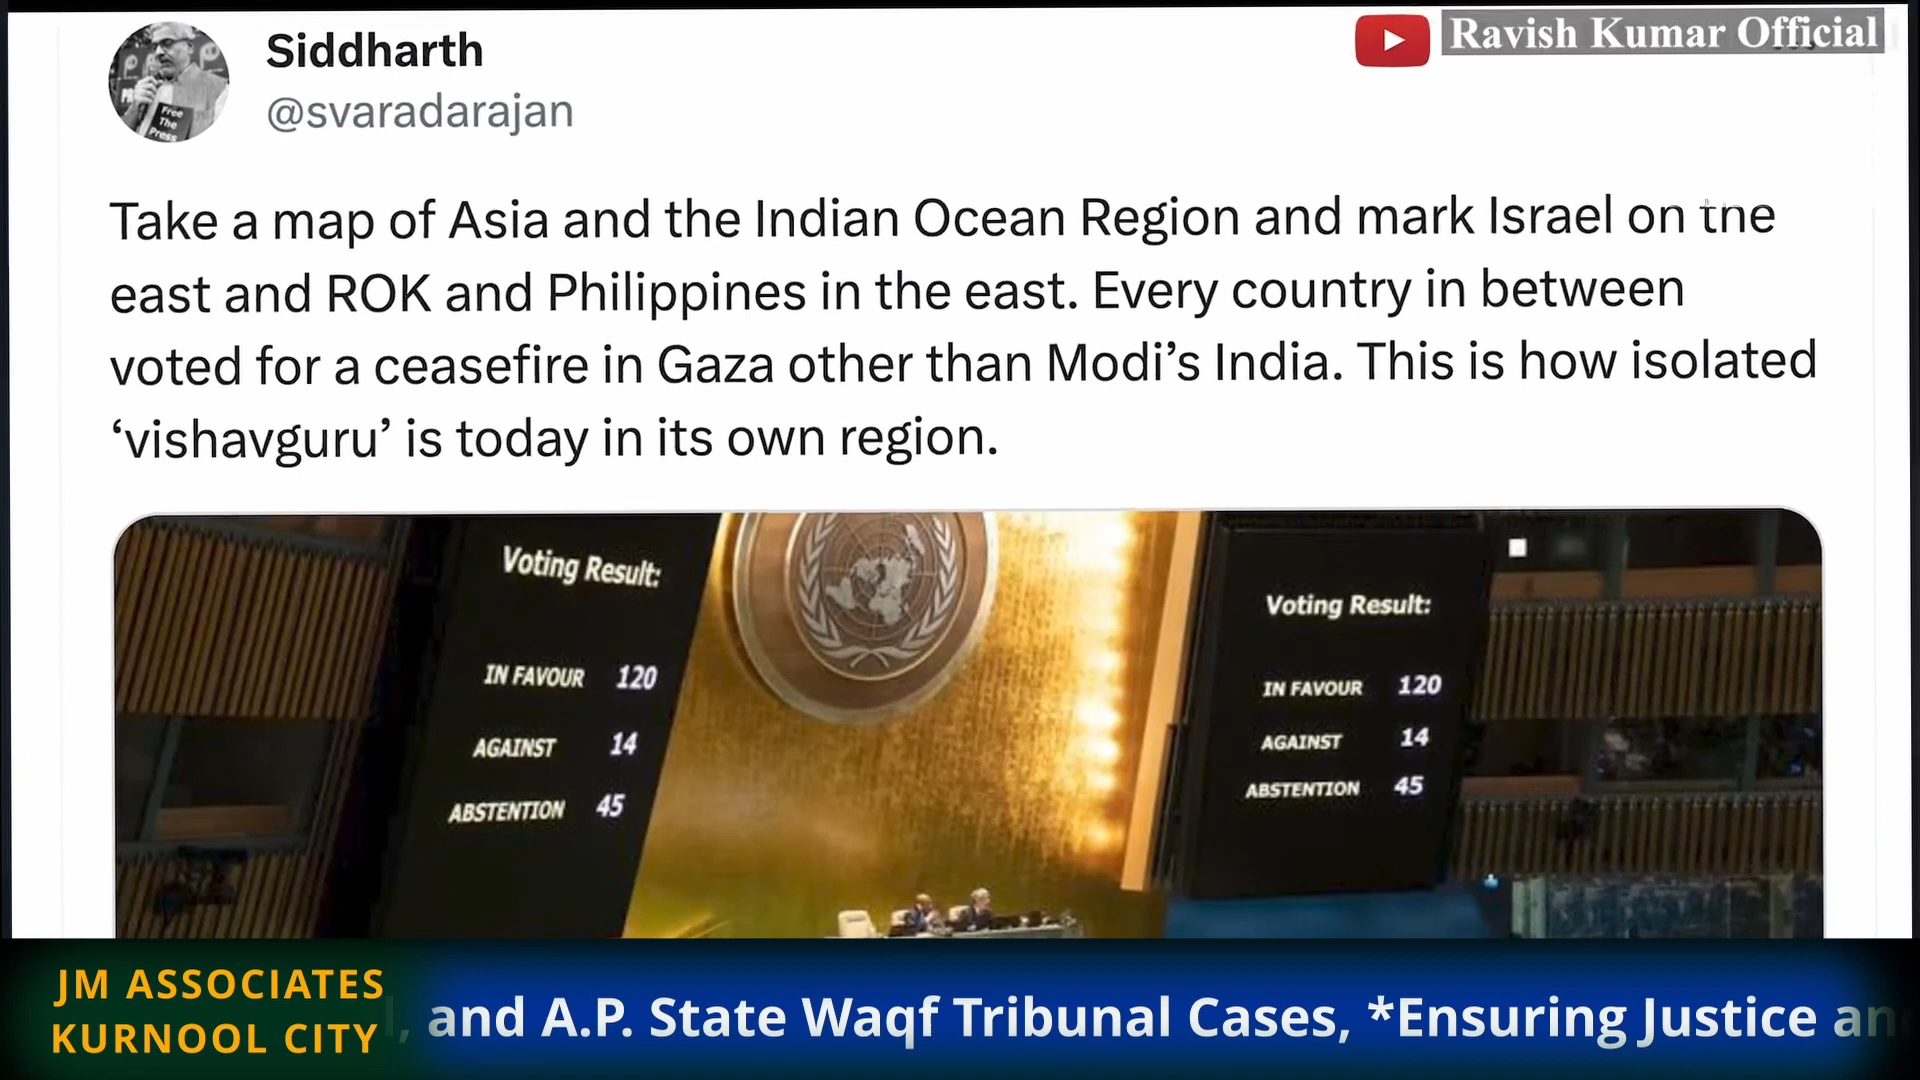 Siddharth
@svaradarajan
Ravish Kumar Official
Take a map of Asia and the Indian Ocean Region and mark Israel on the
east and ROK and Philippines in the east. Every country in between
voted for a ceasefire in Gaza other than Modi’s India. This is how isolated
‘vishavguru’ is today in its own region.
Voting Result:
IN FAVOUR 120
AGAINST 14
ABSTENTION 45
Voting Result:
IN FAVOUR 120
AGAINST 14
ABSTENTION 45
Free
The
Press
JM ASSOCIATES
KURNOOL CITY
, and A.P. State Waqf Tribunal Cases, *Ensuring Justice an